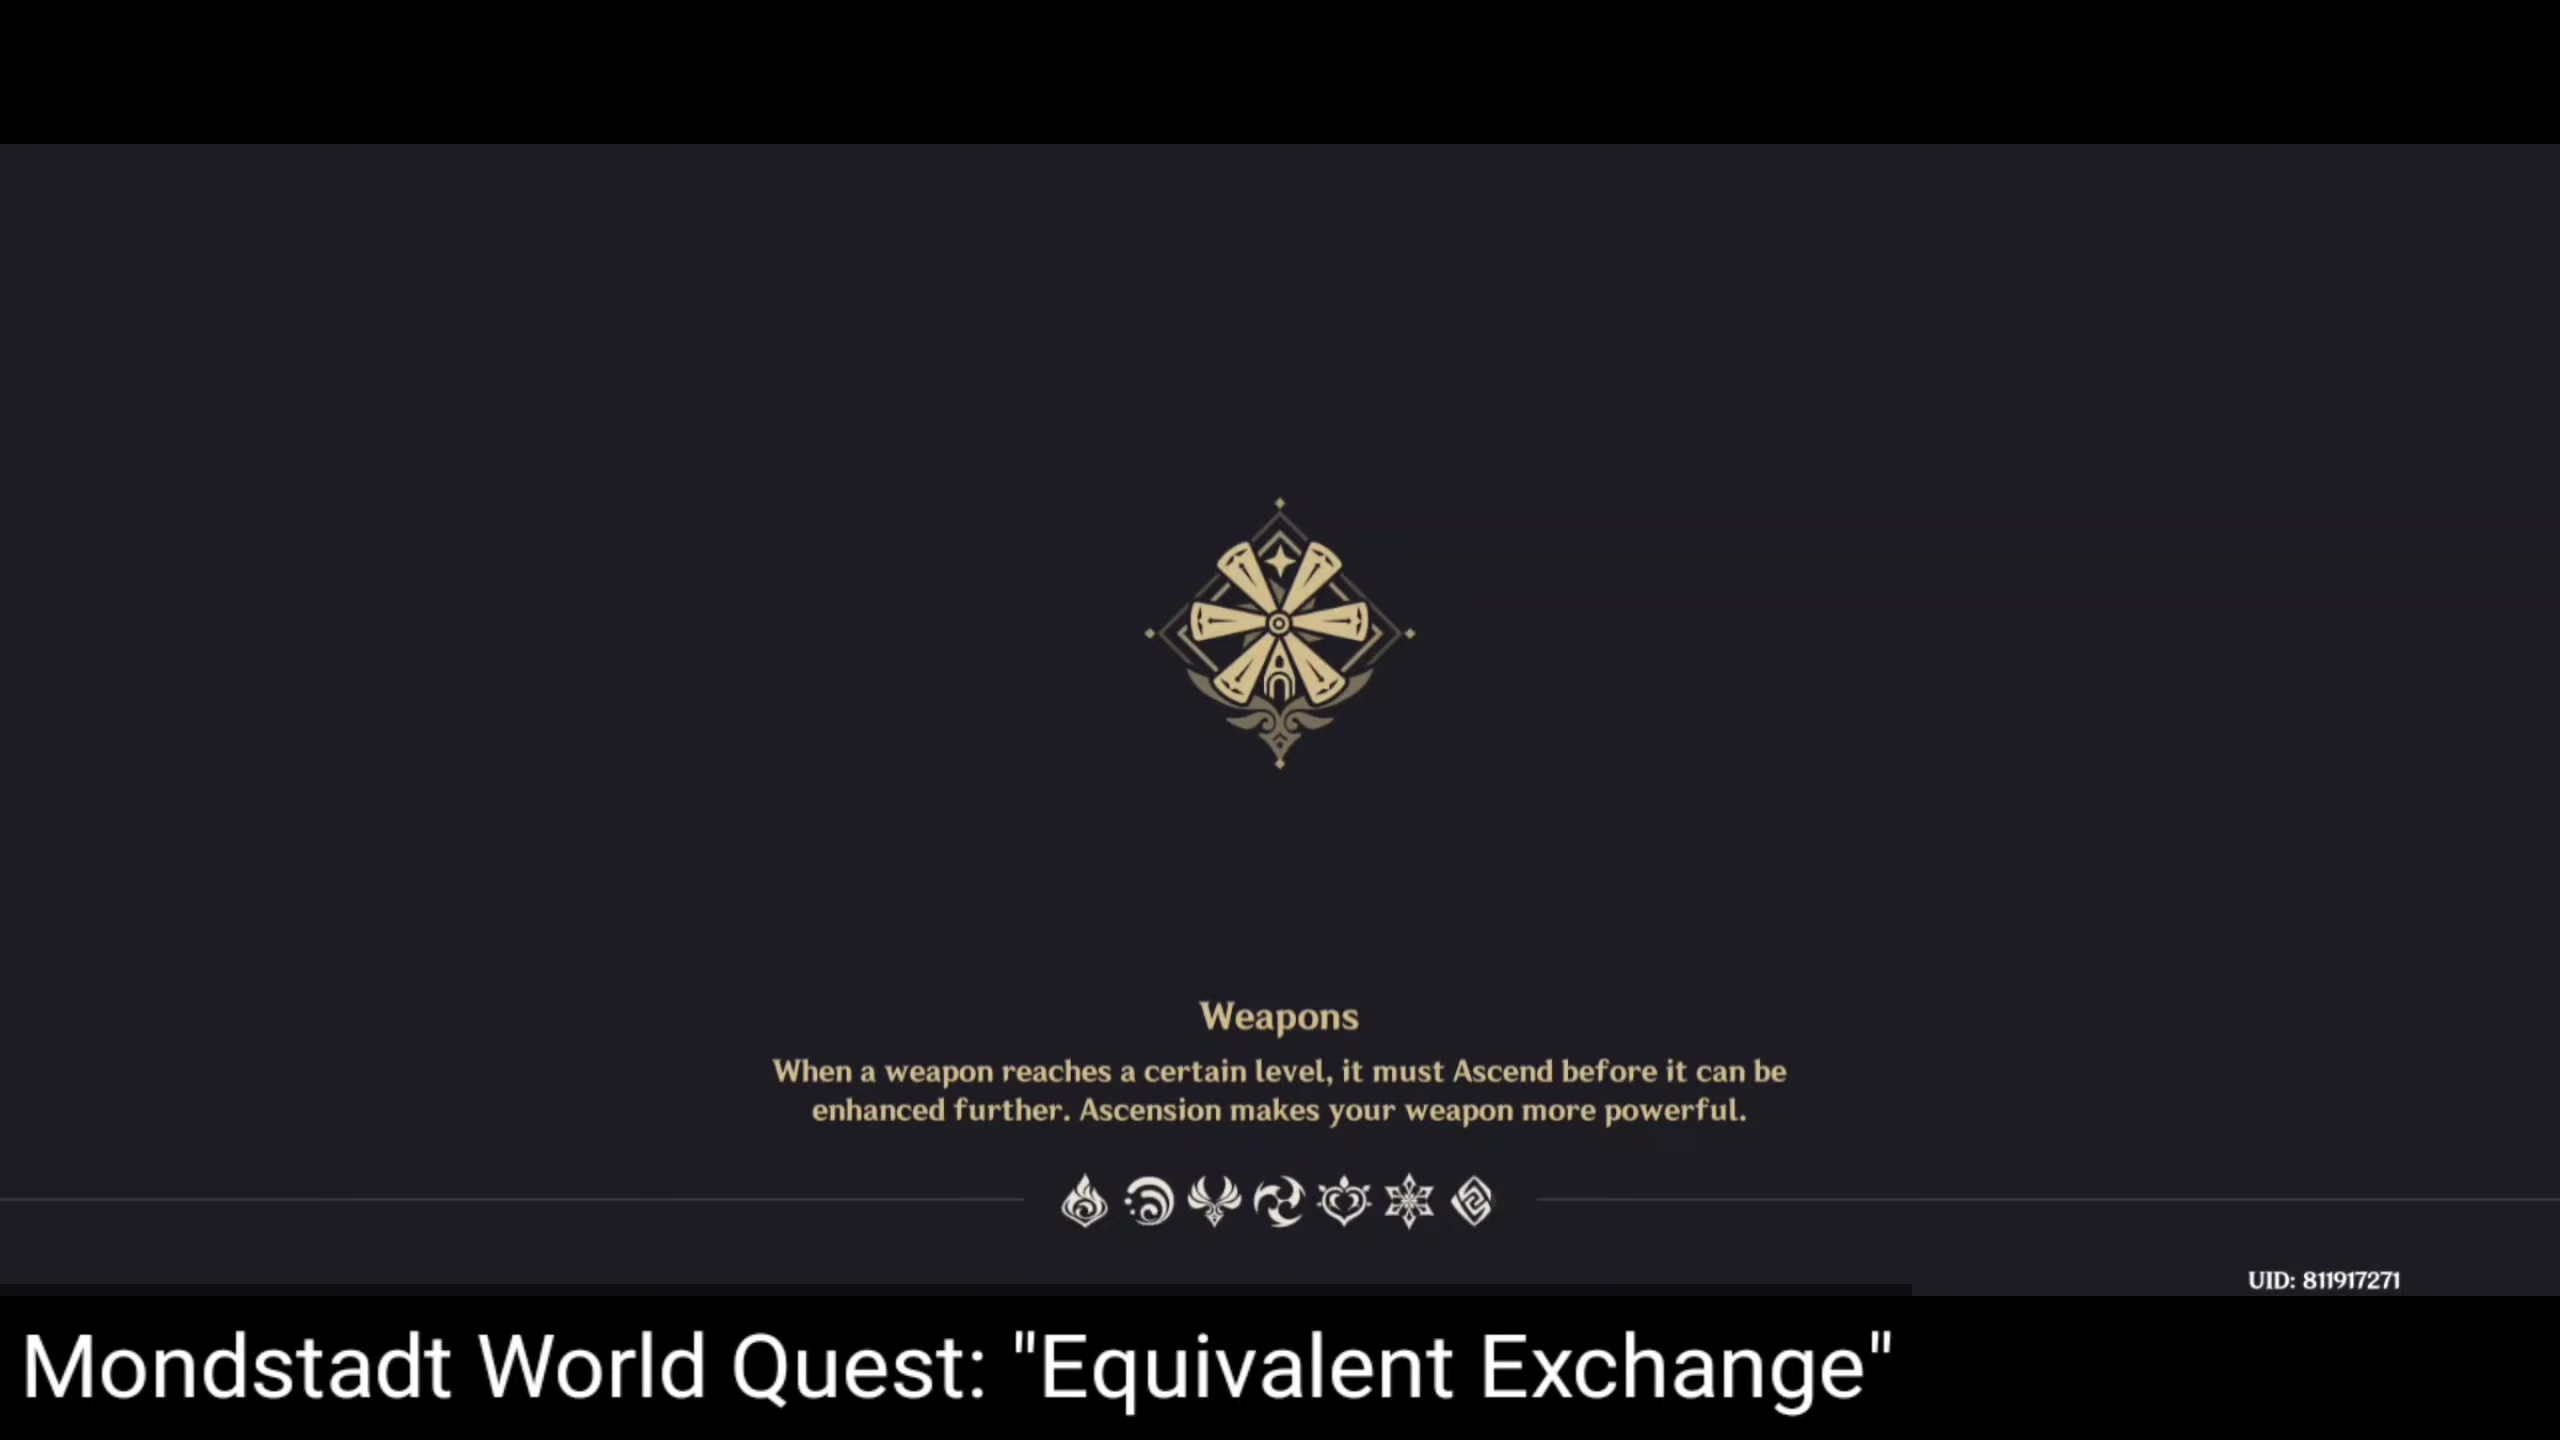 Weapons
When a weapon reaches a certain level, it must Ascend before it can be
enhanced further. Ascension makes your weapon more powerful.
UID: 811917271
Mondstadt World Quest: "Equivalent Exchange"